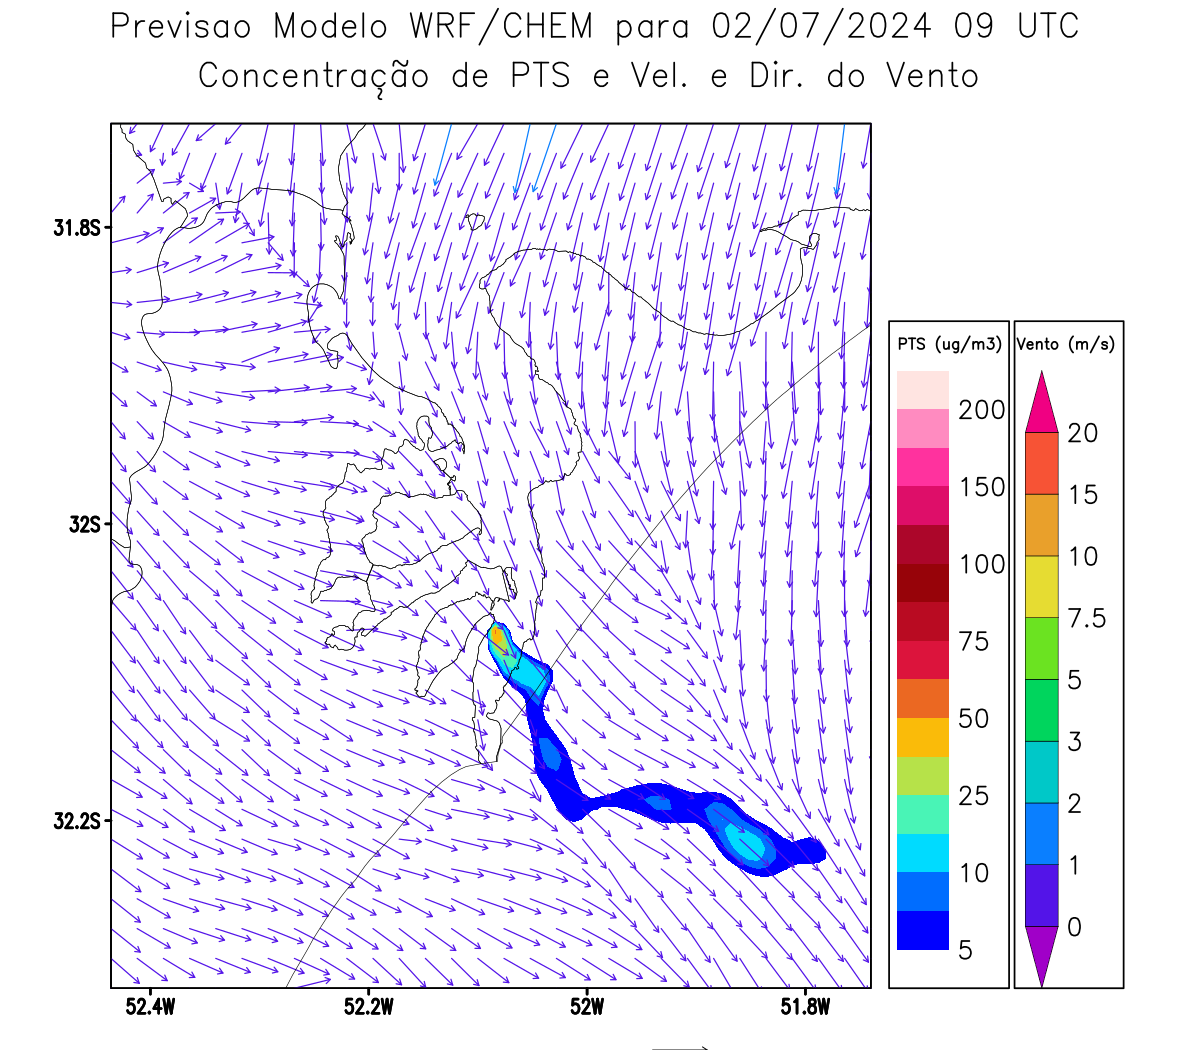 Previsao Modelo WRF/CHEM para 02/07/2024 09 UTC
Concentração de PTS e Vel. e Dir. do Vento
31.8S
32S
32.2S
52.4W 52.2W 52W 51.8W
PTS (ug/m3)
200
150
100
75
50
25
10
5
Vento (m/s)
20
15
10
7.5
5
3
2
1
0